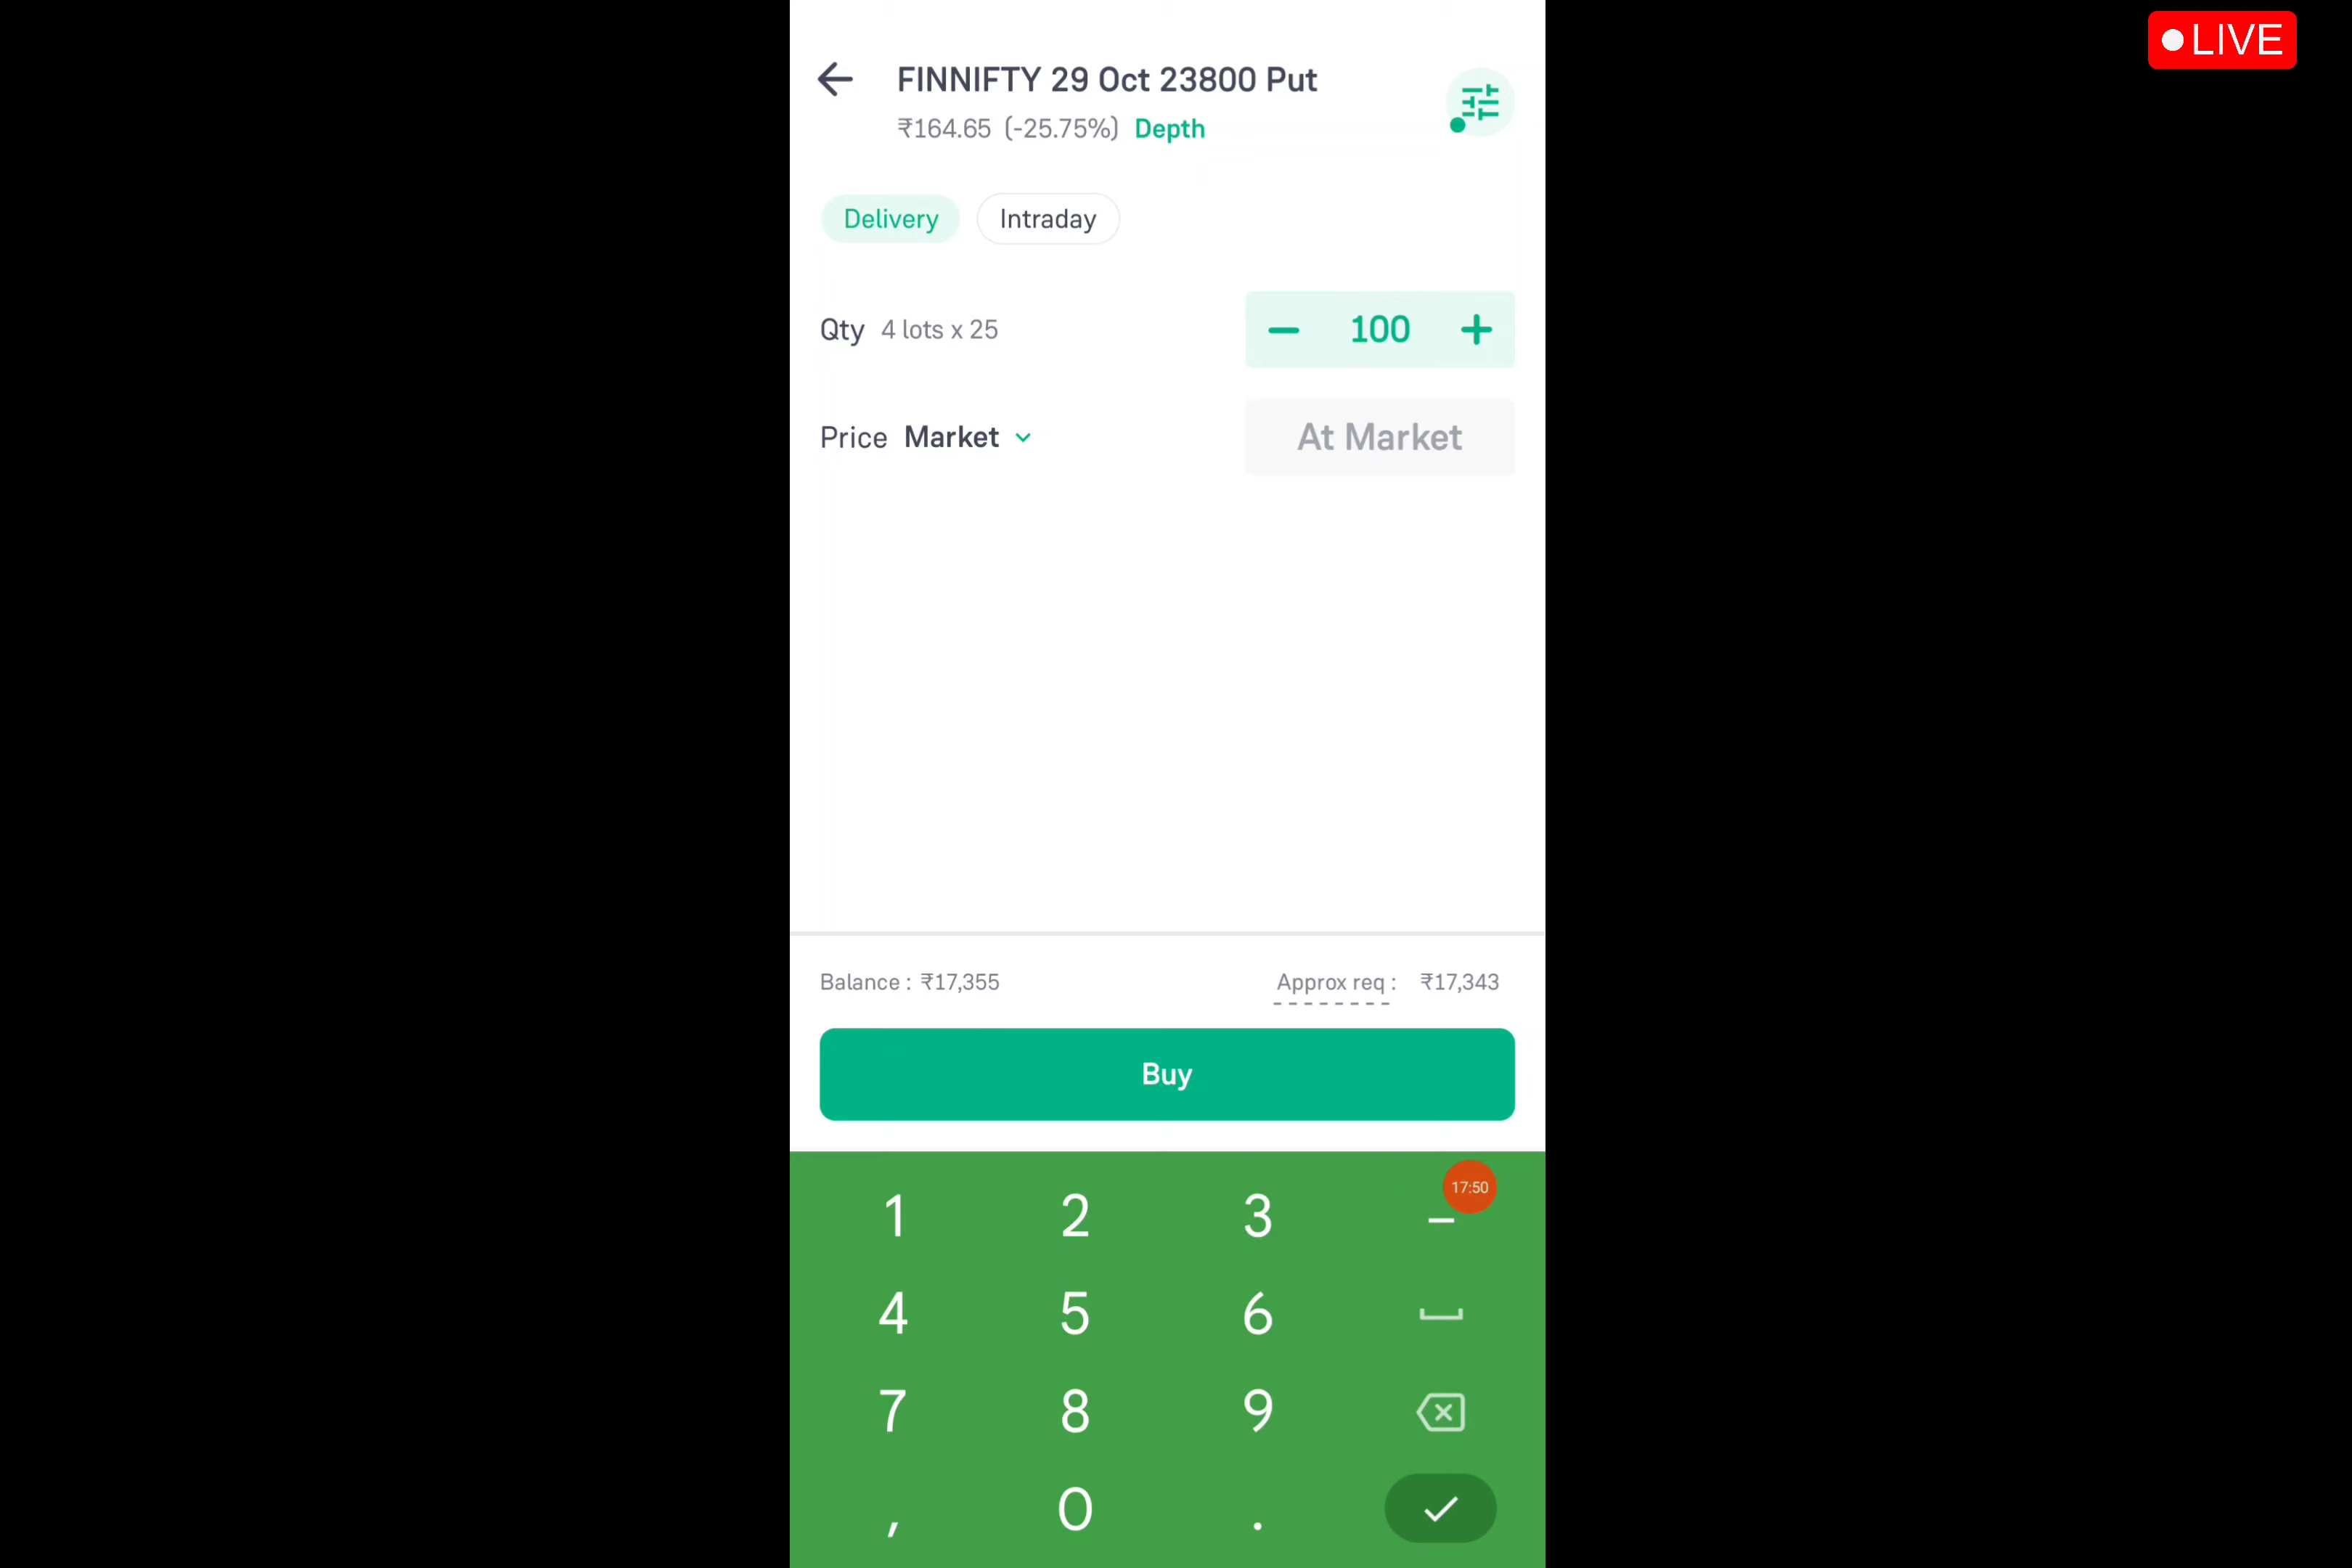 LIVE
FINNIFTY 29 Oct 23800 Put
₹164.65 (-25.75%) Depth
Delivery Intraday
Qty 4 lots x 25 − 100 +
Price Market At Market
Balance : ₹17,355 Approx req : ₹17,343
Buy
17:50
1 2 3 –
4 5 6
7 8 9
, 0 .